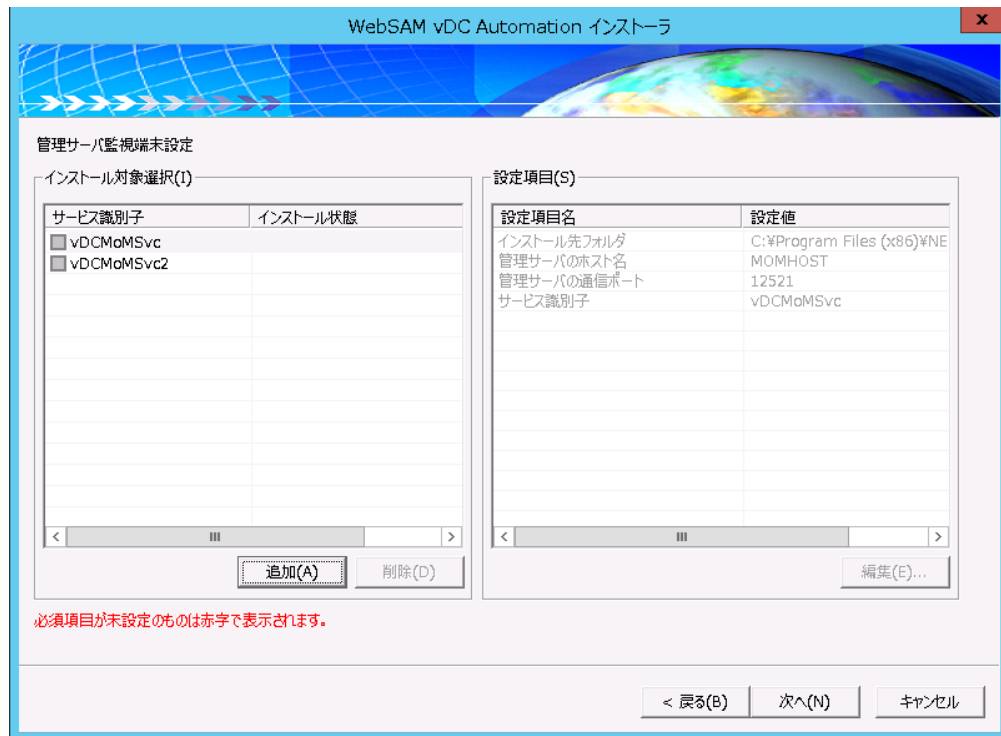 WebSAM vDC Automation インストーラ
x
管理サーバ監視端末設定
インストール対象選択(I)
サービス識別子 インストール状態
vDCMoMSvc
vDCMoMSvc2
追加(A) 削除(D)
設定項目(S)
設定項目名 設定値
インストール先フォルダ C:¥Program Files (x86)¥NE
管理サーバのホスト名 MOMHOST
管理サーバの通信ポート 12521
サービス識別子 vDCMoMSvc
編集(E)...
必須項目が未設定のものは赤字で表示されます。
< 戻る(B) 次へ(N) キャンセル